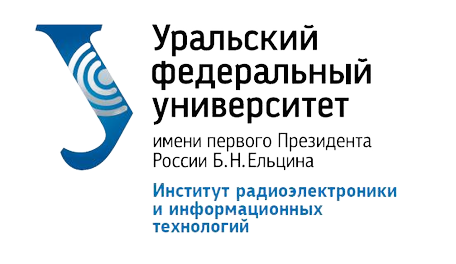 Уральский
федеральный
университет
имени первого Президента
России Б.Н.Ельцина
Институт радиоэлектроники
и информационных
технологий